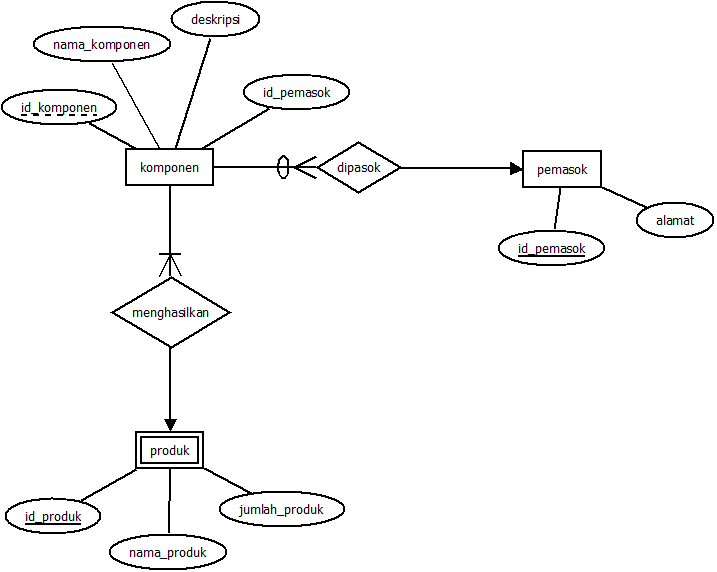 deskripsi
nama_komponen
id_komponen
id_pemasok
komponen
dipasok
pemasok
alamat
id_pemasok
menghasilkan
produk
id_produk
jumlah_produk
nama_produk